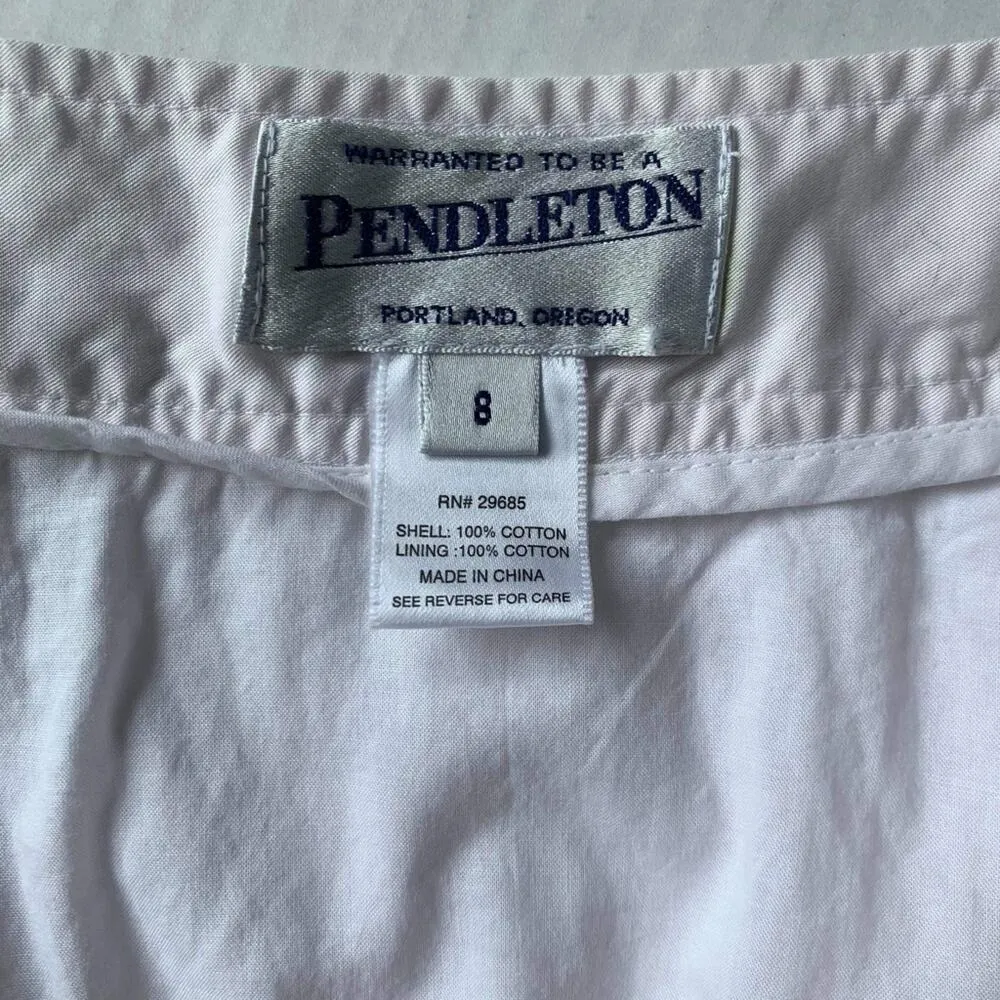 WARRANTED TO BE A
PENDLETON
PORTLAND, OREGON
8
RN# 29685
SHELL: 100% COTTON
LINING :100% COTTON
MADE IN CHINA
SEE REVERSE FOR CARE